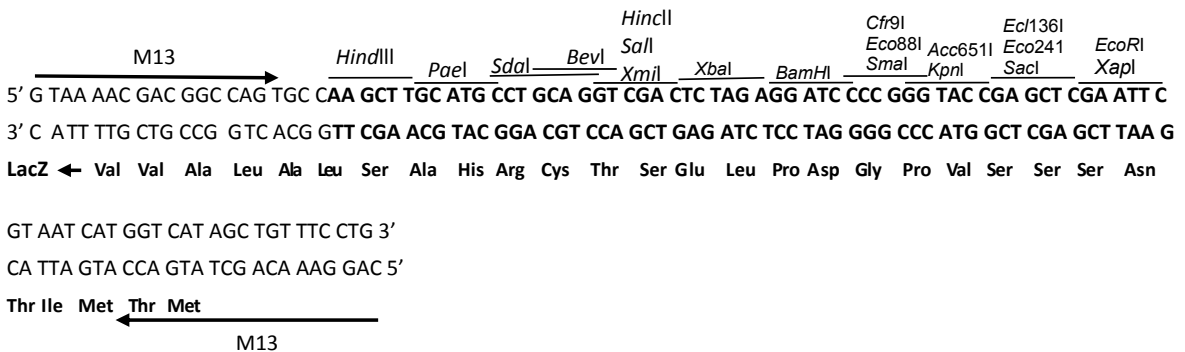 HincII
SalI
XmiI
Cfr9I
Eco88I
SmaI
Ecl136I
Eco241
SacI
M13
HindIII
PaeI
SdaI
BevI
XbaI
BamHI
Acc651I
KpnI
EcoRI
XapI
5’ G TAA AAC GAC GGC CAG TGC CAA GCT TGC ATG CCT GCA GGT CGA CTC TAG AGG ATC CCC GGG TAC CGA GCT CGA ATT C
3’ C ATT TTG CTG CCG GTC ACG GTT CGA ACG TAC GGA CGT CCA GCT GAG ATC TCC TAG GGG CCC ATG GCT CGA GCT TAA G
LacZ ← Val Val Ala Leu Ala Leu Ser Ala His Arg Cys Thr Ser Glu Leu Pro Asp Gly Pro Val Ser Ser Ser Asn
GT AAT CAT GGT CAT AGC TGT TTC CTG 3’
CA TTA GTA CCA GTA TCG ACA AAG GAC 5’
Thr Ile Met Thr Met
M13